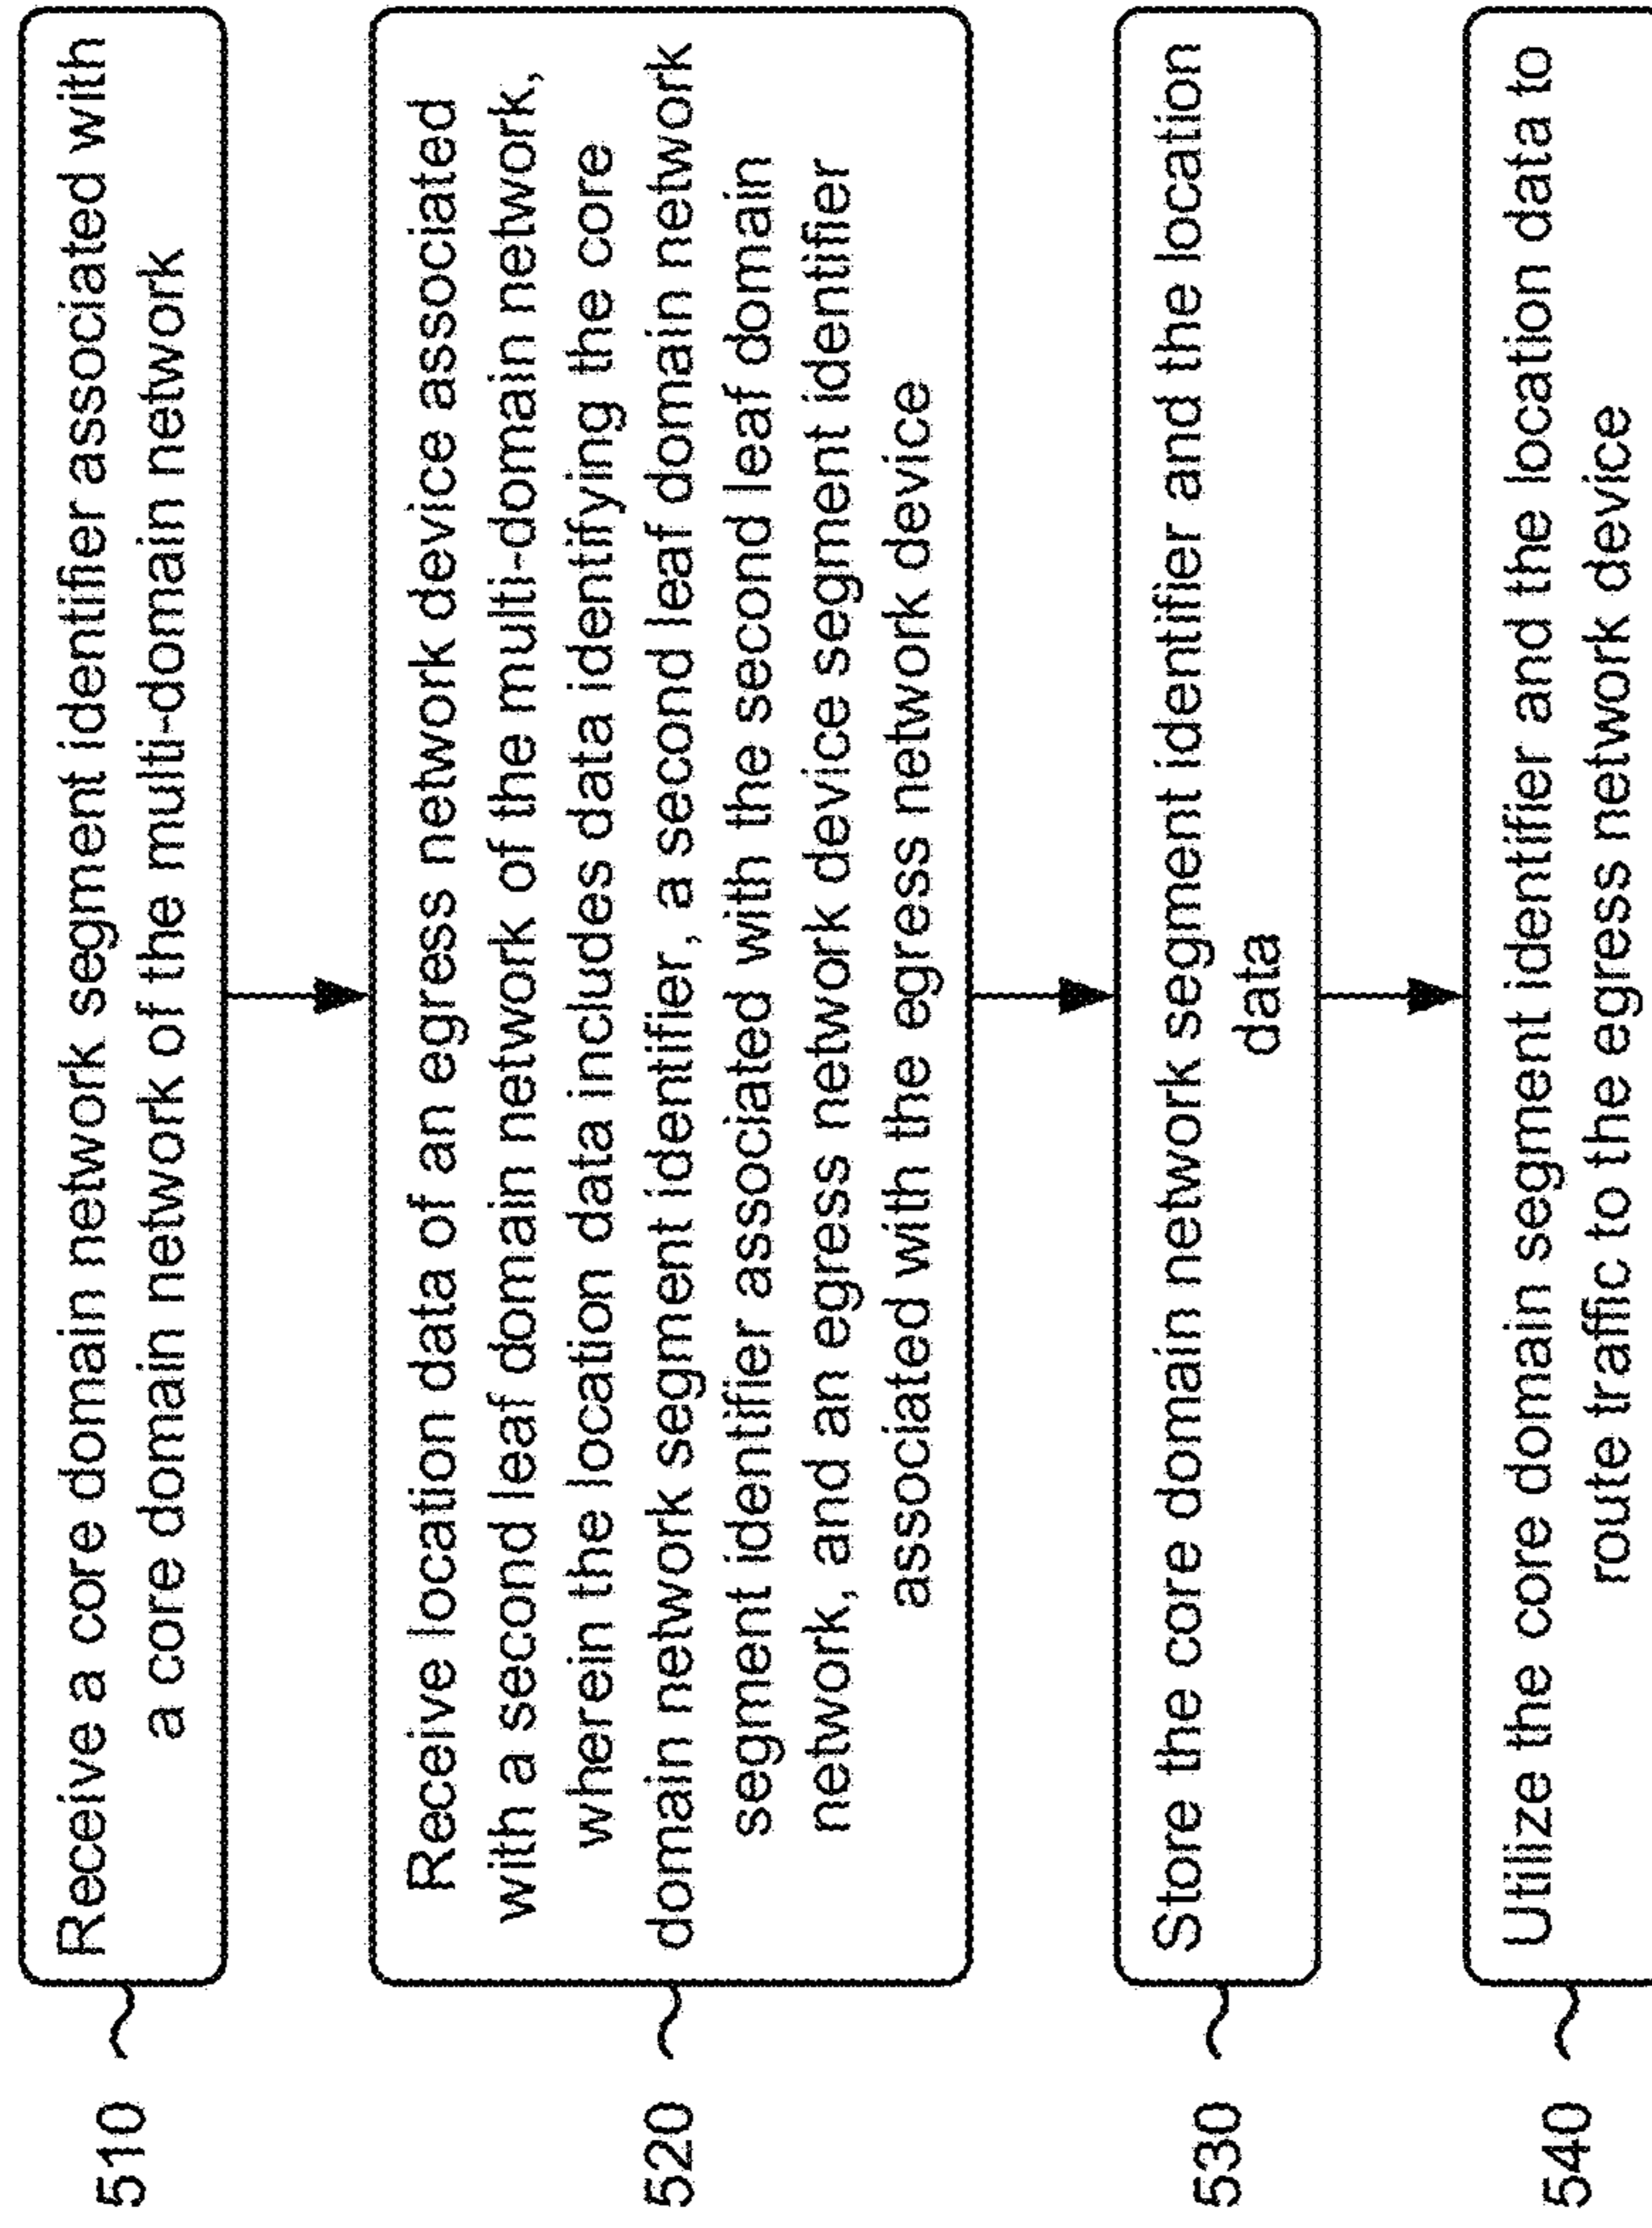 510
Receive a core domain network segment identifier associated with
a core domain network of the multi-domain network
520
Receive location data of an egress network device associated
with a second leaf domain network of the multi-domain network,
wherein the location data includes data identifying the core
domain network segment identifier, a second leaf domain network
segment identifier associated with the second leaf domain
network, and an egress network device segment identifier
associated with the egress network device
530
Store the core domain network segment identifier and the location
data
540
Utilize the core domain segment identifier and the location data to
route traffic to the egress network device